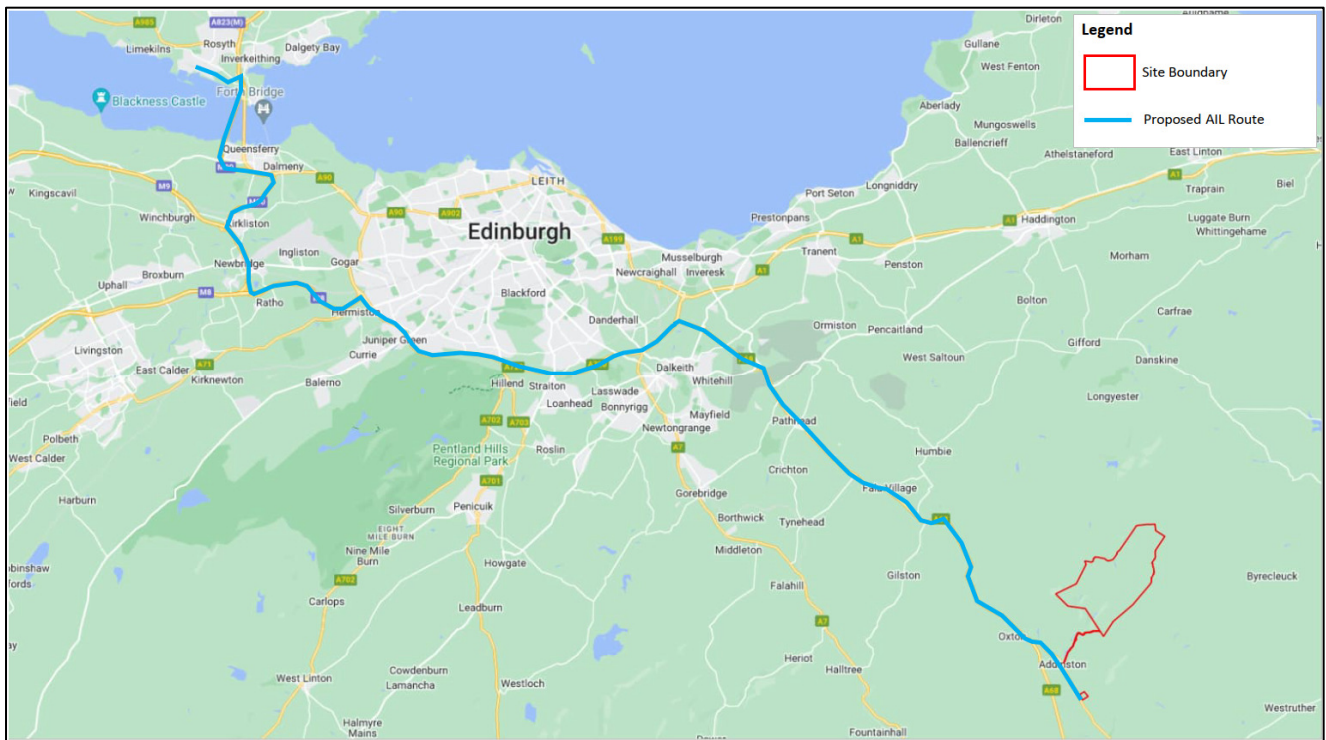 A985
A823(M)
Rosyth
Limekilns
Dalgety Bay
Inverkeithing
Forth Bridge
Blackness Castle
Queensferry
Dalmeny
A90
M9
Kingscavil
Winchburgh
Kirkliston
Ingliston
Gogar
Newbridge
Broxburn
Uphall
M8
Ratho
Hermiston
Livingston
East Calder
A71
Kirknewton
Balerno
Juniper Green
Currie
Polbeth
West Calder
Harburn
A90
A902
LEITH
Edinburgh
A199
Newcraighall
Musselburgh
Inveresk
A1
Blackford
Danderhall
Dalkeith
Whitehill
Hillend
Straiton
Loanhead
Lasswade
Bonnyrigg
Mayfield
Newtongrange
A702
A703
A7
Roslin
Pentland Hills
Regional Park
A701
Penicuik
Silverburn
EIGHT
MILE BURN
Nine Mile
Burn
A702
Carlops
Howgate
Leadburn
West Linton
Cowdenburn
Lamancha
Westloch
Halmyre
Mains
Gorebridge
Borthwick
Middleton
Tynehead
Crichton
Pathhead
Falahill
A7
Heriot
Halltree
Fountainhall
Gilston
Fala Village
Humbie
Oxton
Addinston
A68
Westruther
Byrecleuck
Prestonpans
Port Seton
Longniddry
Tranent
A1
Penston
Ormiston
Pencaitland
West Saltoun
Haddington
A1
Bolton
Gifford
Longyester
Danskine
Carfrae
Morham
Luggate Burn
Whittingehame
Biel
Traprain
East Linton
A1
Athelstaneford
Ballencrieff
Mungoswells
Aberlady
West Fenton
Gullane
Dirleton
Legend
Site Boundary
Proposed AIL Route